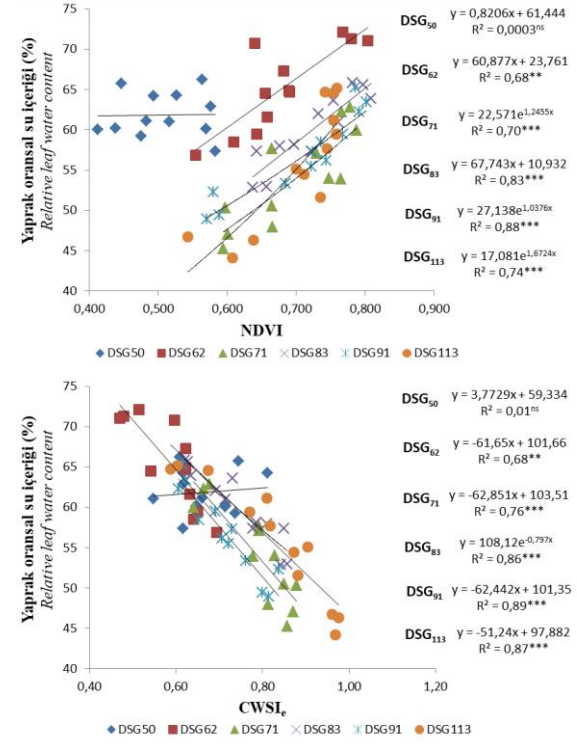 75
70
65
60
55
50
45
40
Yaprak oransal su içeriği (%)
Relative leaf water content
0,400 0,500 0,600 0,700 0,800 0,900
NDVI
DSG50 DSG62 DSG71 DSG83 DSG91 DSG113
DSG₅₀ y = 0,8206x + 61,444
R² = 0,0003ⁿˢ
DSG₆₂ y = 60,877x + 23,761
R² = 0,68**
DSG₇₁ y = 22,571e^1,2455x
R² = 0,70***
DSG₈₃ y = 67,743x + 10,932
R² = 0,83***
DSG₉₁ y = 27,138e^1,0376x
R² = 0,88***
DSG₁₁₃ y = 17,081e^1,6724x
R² = 0,74***
75
70
65
60
55
50
45
40
Yaprak oransal su içeriği (%)
Relative leaf water content
0,40 0,60 0,80 1,00 1,20
CWSIₑ
DSG50 DSG62 DSG71 DSG83 DSG91 DSG113
DSG₅₀ y = 3,7729x + 59,334
R² = 0,01ⁿˢ
DSG₆₂ y = -61,65x + 101,66
R² = 0,68**
DSG₇₁ y = -62,851x + 103,51
R² = 0,76***
DSG₈₃ y = 108,12e^-0,797x
R² = 0,86***
DSG₉₁ y = -62,442x + 101,35
R² = 0,89***
DSG₁₁₃ y = -51,24x + 97,882
R² = 0,87***